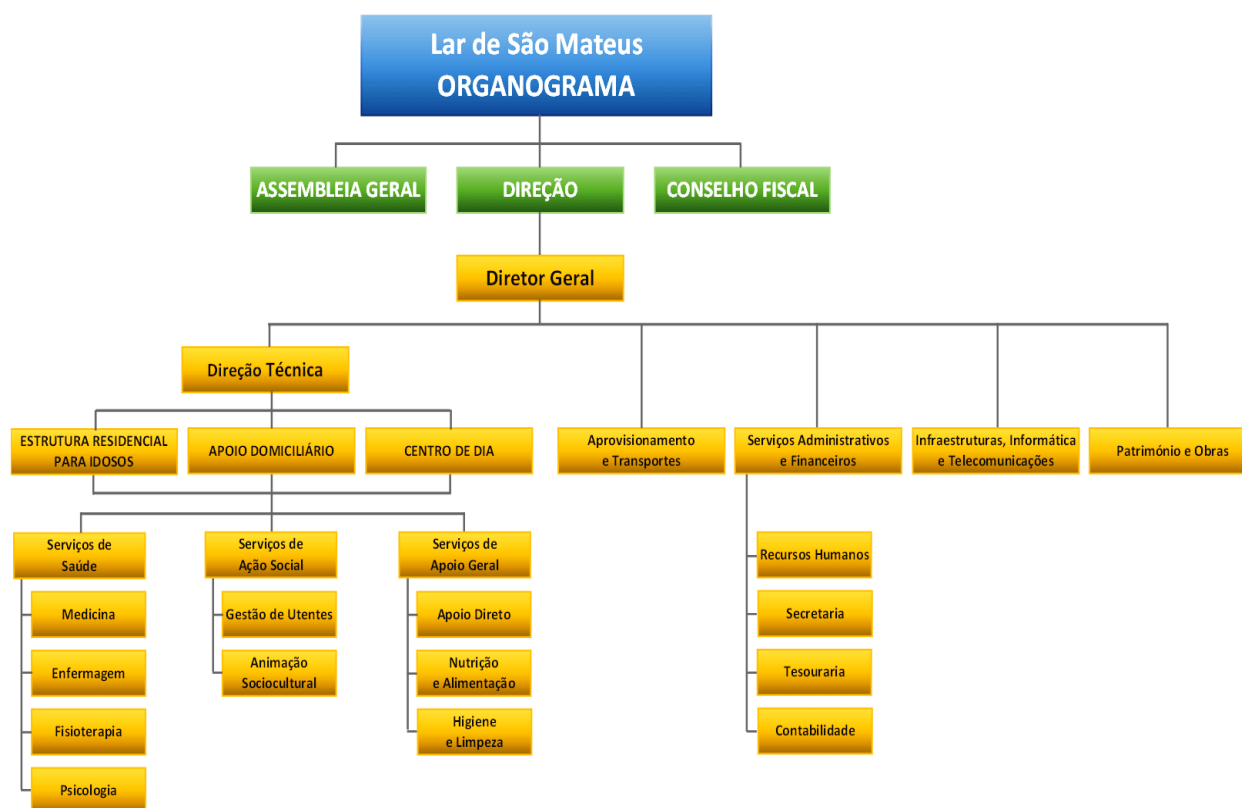 Lar de São Mateus
ORGANOGRAMA
ASSEMBLEIA GERAL
DIREÇÃO
CONSELHO FISCAL
Diretor Geral
Direção Técnica
ESTRUTURA RESIDENCIAL
PARA IDOSOS
APOIO DOMICILIÁRIO
CENTRO DE DIA
Aprovisionamento
e Transportes
Serviços Administrativos
e Financeiros
Infraestruturas, Informática
e Telecomunicações
Património e Obras
Serviços de
Saúde
Medicina
Enfermagem
Fisioterapia
Psicologia
Serviços de
Ação Social
Gestão de Utentes
Animação
Sociocultural
Serviços de
Apoio Geral
Apoio Direto
Nutrição
e Alimentação
Higiene
e Limpeza
Recursos Humanos
Secretaria
Tesouraria
Contabilidade